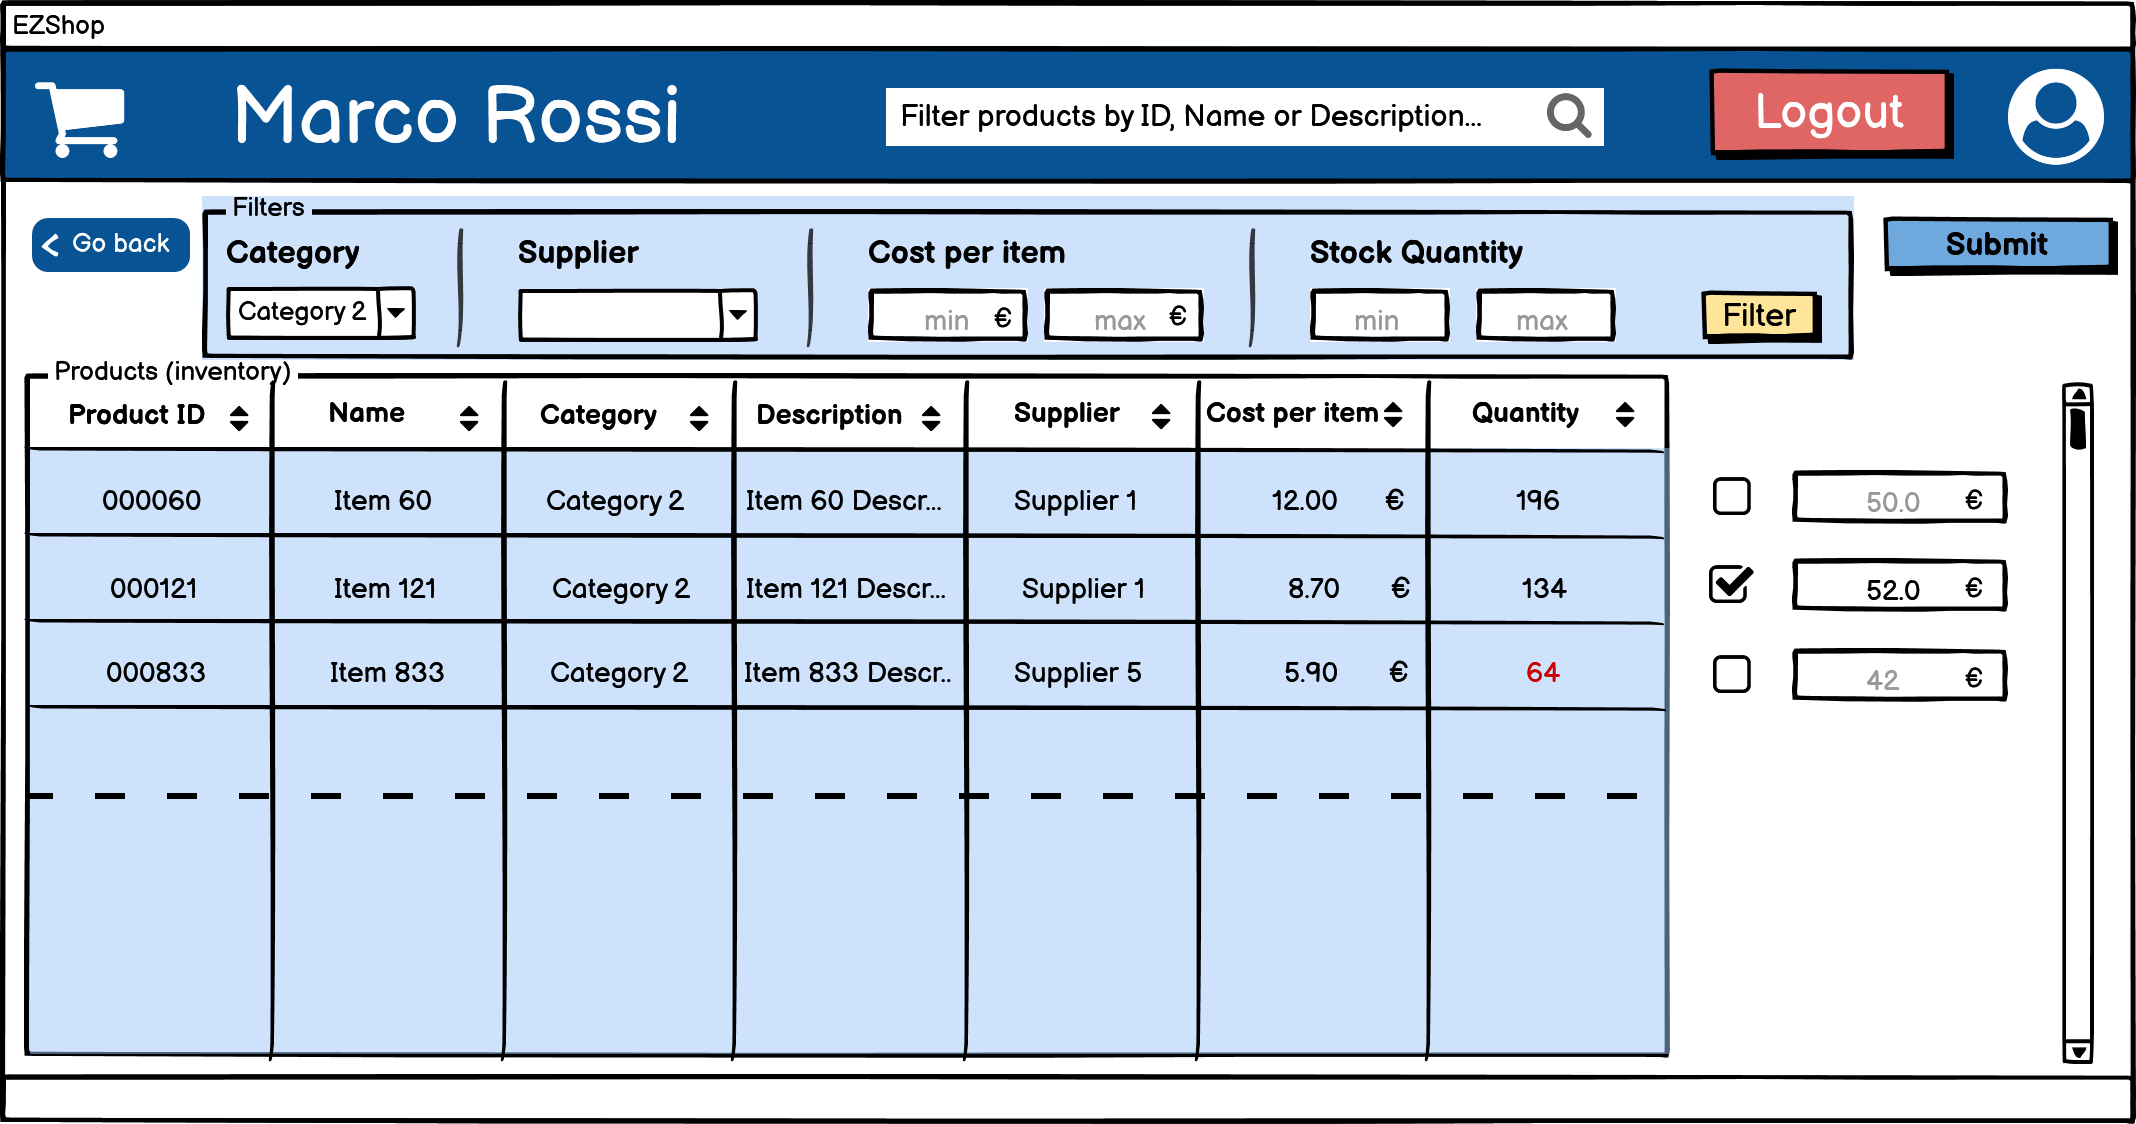 EZShop
Marco Rossi
Filter products by ID, Name or Description...
Logout
Go back
Filters
Category
Supplier
Cost per item
Stock Quantity
Submit
Category 2
min €
max €
min
max
Filter
Products (inventory)
Product ID Name Category Description Supplier Cost per item Quantity
000060 Item 60 Category 2 Item 60 Descr... Supplier 1 12.00 € 196 50.0 €
000121 Item 121 Category 2 Item 121 Descr... Supplier 1 8.70 € 134 52.0 €
000833 Item 833 Category 2 Item 833 Descr.. Supplier 5 5.90 € 64 42 €